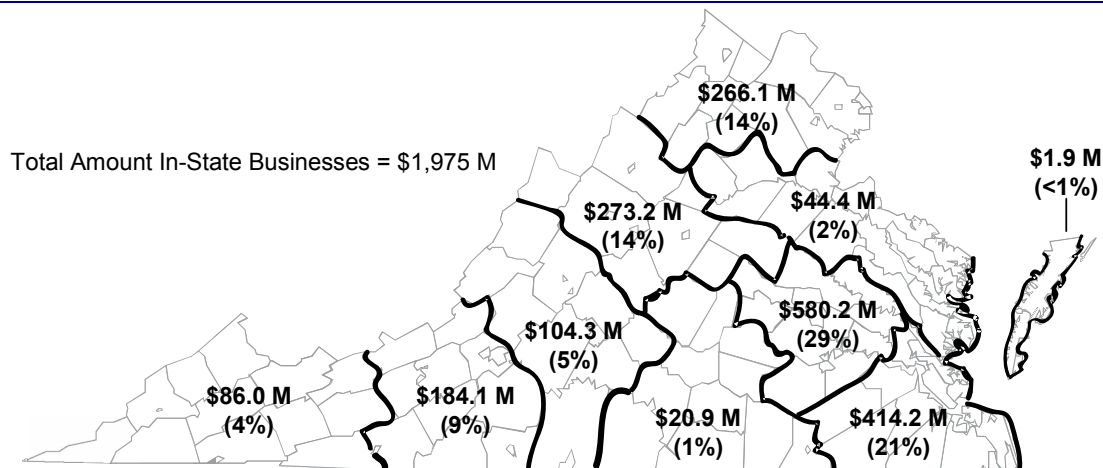 $266.1 M
(14%)
Total Amount In-State Businesses = $1,975 M
$1.9 M
(<1%)
$273.2 M
(14%)
$44.4 M
(2%)
$580.2 M
(29%)
$104.3 M
(5%)
$86.0 M
(4%)
$184.1 M
(9%)
$20.9 M
(1%)
$414.2 M
(21%)